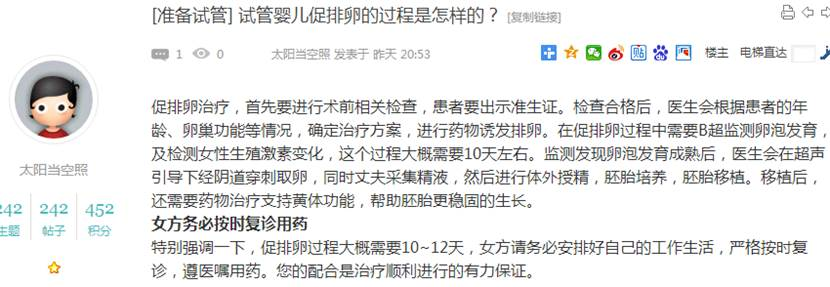 [准备试管] 试管婴儿促排卵的过程是怎样的？ [复制链接]
1 0 太阳当空照 发表于 昨天 20:53 楼主 电梯直达
促排卵治疗，首先要进行术前相关检查，患者要出示准生证。检查合格后，医生会根据患者的年
龄、卵巢功能等情况，确定治疗方案，进行药物诱发排卵。在促排卵过程中需要B超监测卵泡发育，
太阳当空照
及检测女性生殖激素变化，这个过程大概需要10天左右。监测发现卵泡发育成熟后，医生会在超声
引导下经阴道穿刺取卵，同时丈夫采集精液，然后进行体外授精，胚胎培养，胚胎移植。移植后，
242 242 452
还需要药物治疗支持黄体功能，帮助胚胎更稳固的生长。
主题 帖子 积分
女方务必按时复诊用药
特别强调一下，促排卵过程大概需要10~12天，女方请务必安排好自己的工作生活，严格按时复
诊，遵医嘱用药。您的配合是治疗顺利进行的有力保证。